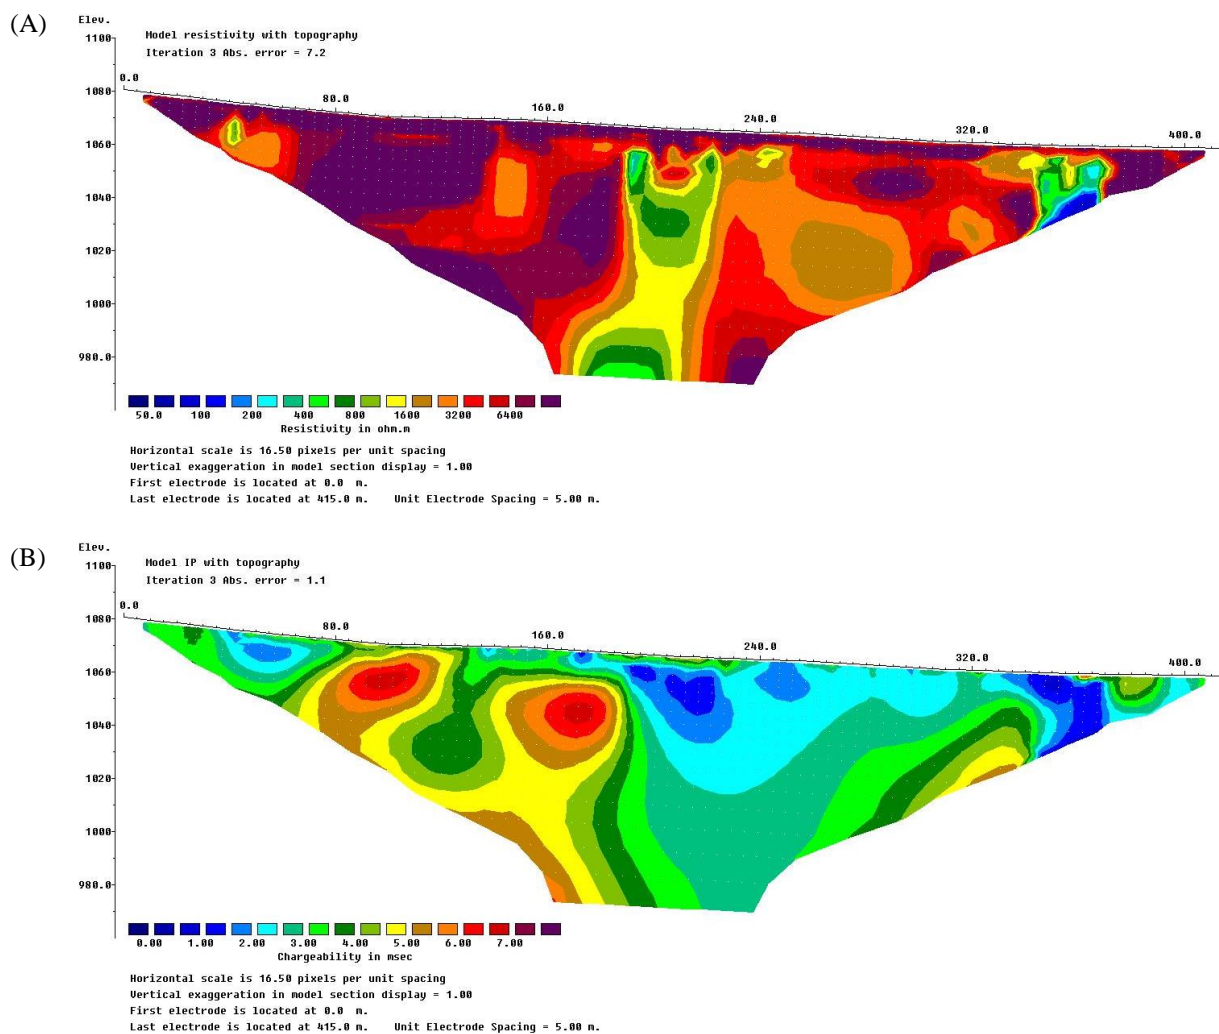 (A)
Elev.
Model resistivity with topography
Iteration 3 Abs. error = 7.2
1100
1080
1060
1040
1020
1000
980.0
0.0
80.0
160.0
240.0
320.0
400.0
50.0 100 200 400 800 1600 3200 6400
Resistivity in ohm.m
Horizontal scale is 16.50 pixels per unit spacing
Vertical exaggeration in model section display = 1.00
First electrode is located at 0.0 m.
Last electrode is located at 415.0 m. Unit Electrode Spacing = 5.00 m.
(B)
Elev.
Model IP with topography
Iteration 3 Abs. error = 1.1
1100
1080
1060
1040
1020
1000
980.0
0.0
80.0
160.0
240.0
320.0
400.0
0.00 1.00 2.00 3.00 4.00 5.00 6.00 7.00
Chargeability in msec
Horizontal scale is 16.50 pixels per unit spacing
Vertical exaggeration in model section display = 1.00
First electrode is located at 0.0 m.
Last electrode is located at 415.0 m. Unit Electrode Spacing = 5.00 m.